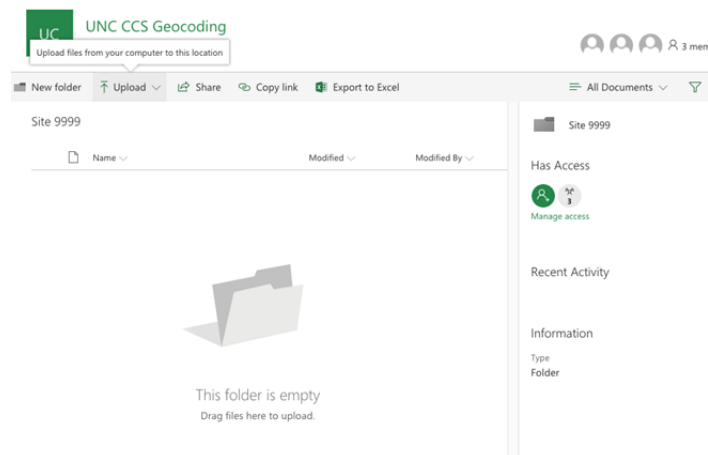 UC
UNC CCS Geocoding
Upload files from your computer to this location
3 mem
New folder
Upload
Share
Copy link
Export to Excel
All Documents
Site 9999
Name
Modified
Modified By
This folder is empty
Drag files here to upload.
Site 9999
Has Access
3
Manage access
Recent Activity
Information
Type
Folder